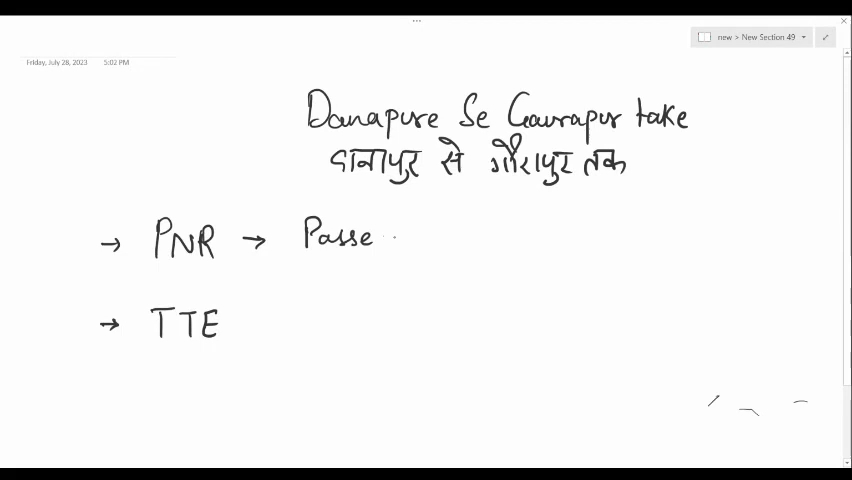 new > New Section 49
Friday, July 28, 2023 5:02 PM
Danapure Se Gaurapur take
दानापुर से गौरापुर तक
→ PNR → Passe
→ TTE